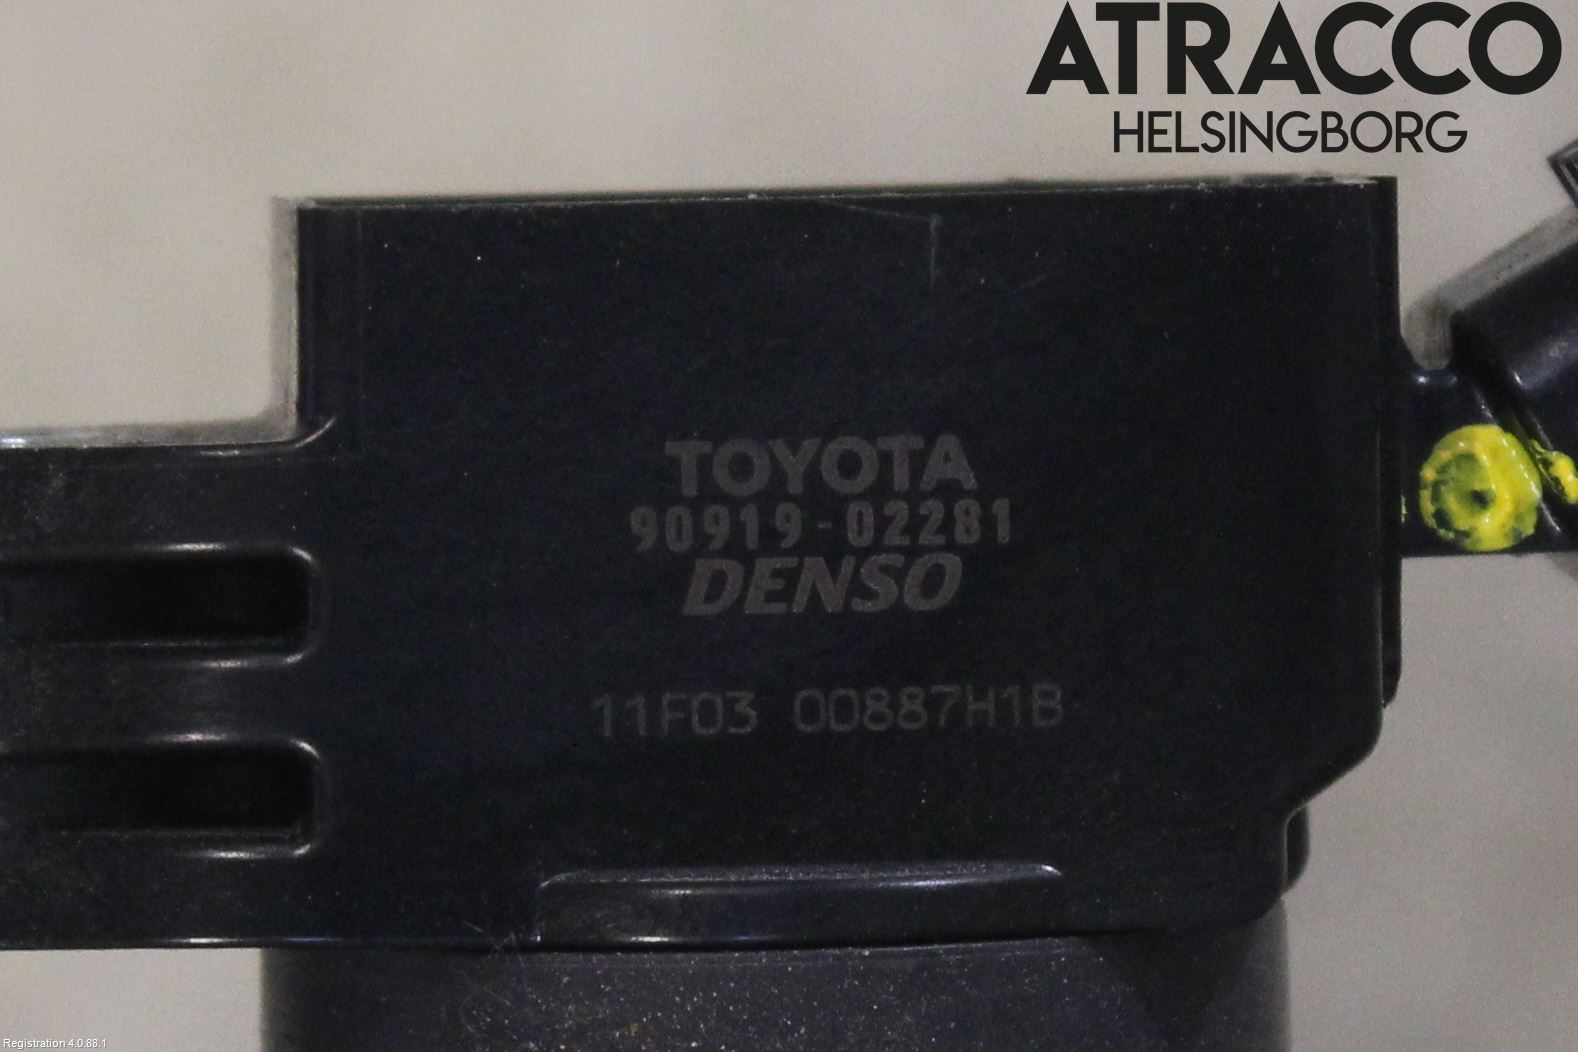 ATRACCO
HELSINGBORG
TOYOTA
90919-02281
DENSO
11F03 00887H1B
Registration 4.0.88.1